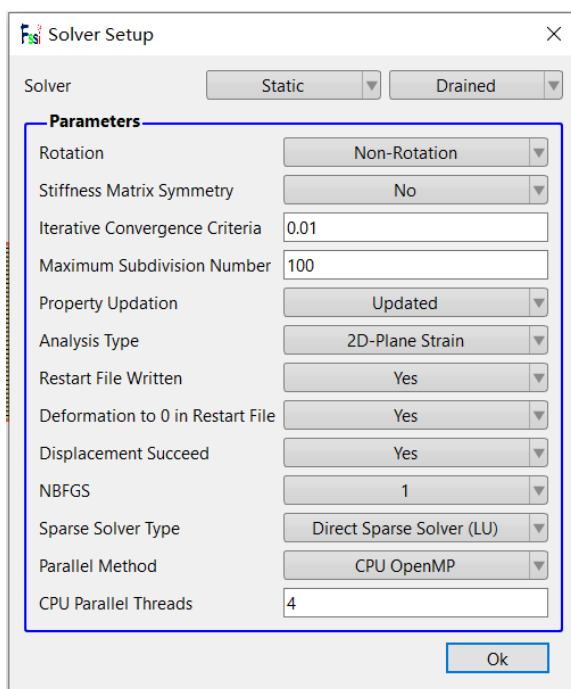 Fssi Solver Setup
Solver Static Drained
Parameters
Rotation Non-Rotation
Stiffness Matrix Symmetry No
Iterative Convergence Criteria 0.01
Maximum Subdivision Number 100
Property Updation Updated
Analysis Type 2D-Plane Strain
Restart File Written Yes
Deformation to 0 in Restart File Yes
Displacement Succeed Yes
NBFGS 1
Sparse Solver Type Direct Sparse Solver (LU)
Parallel Method CPU OpenMP
CPU Parallel Threads 4
Ok